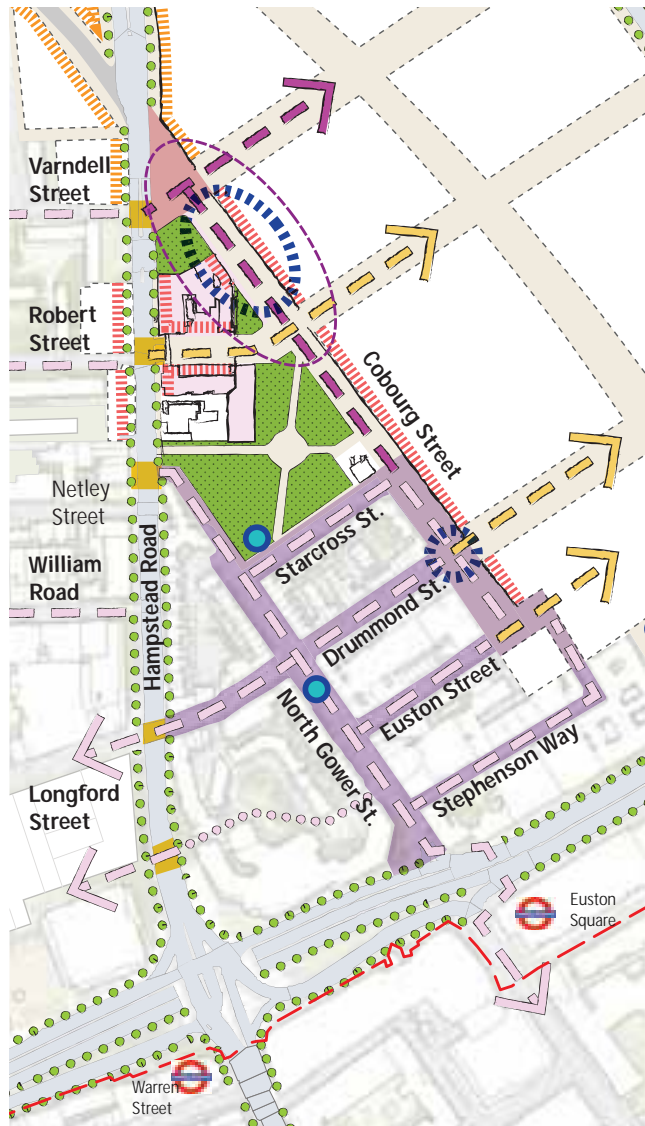 Varndell
Street
Robert
Street
Cobourg Street
Netley
Street
Starcross St.
William
Road
Hampstead Road
Drummond St.
Euston Street
North Gower St.
Stephenson Way
Longford
Street
Euston
Square
Warren
Street